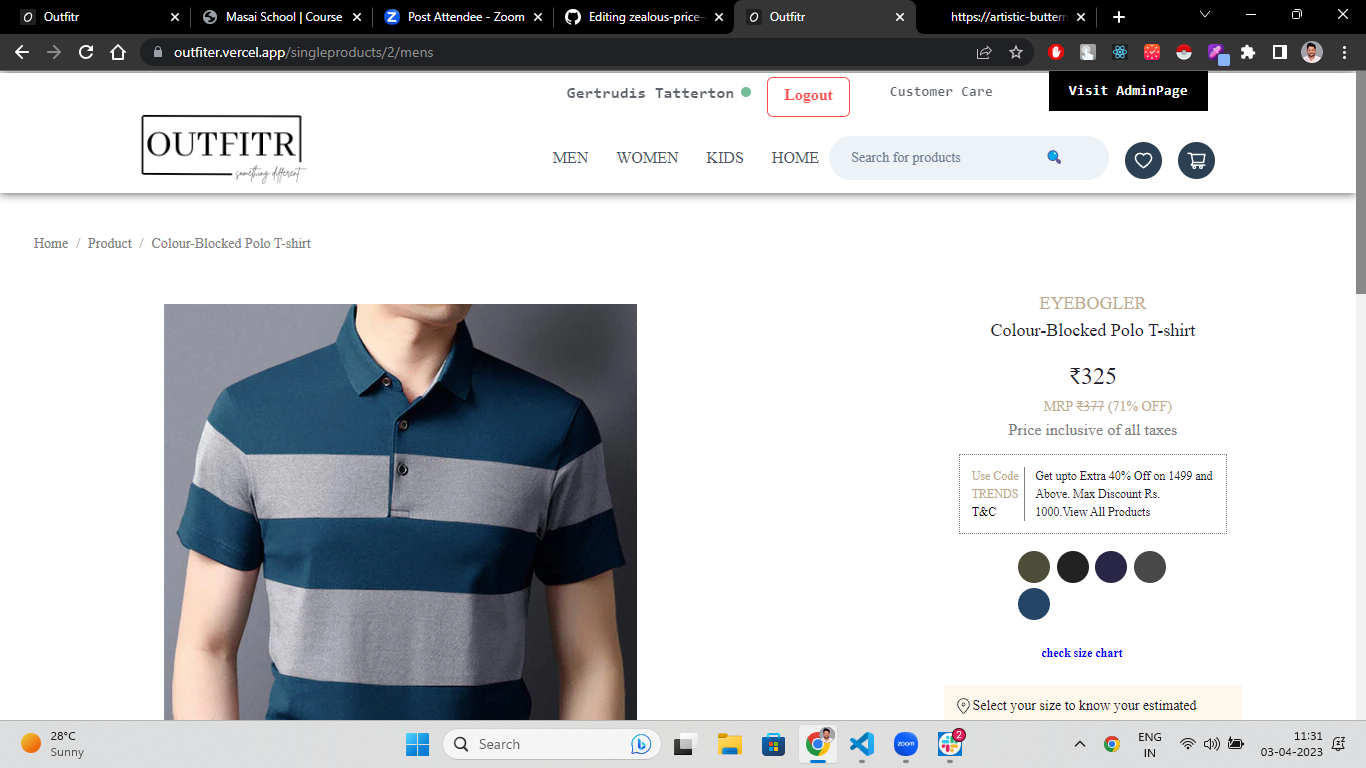 Outfitr
Masai School | Course
Post Attendee - Zoom
Editing zealous-price-
Outfitr
https://artistic-buttern
outfiter.vercel.app/singleproducts/2/mens
Gertrudis Tatterton
Logout
Customer Care
Visit AdminPage
OUTFITR
something different
MEN
WOMEN
KIDS
HOME
Search for products
Home / Product / Colour-Blocked Polo T-shirt
EYEBOGLER
Colour-Blocked Polo T-shirt
₹325
MRP ₹377 (71% OFF)
Price inclusive of all taxes
Use Code
TRENDS
T&C
Get upto Extra 40% Off on 1499 and
Above. Max Discount Rs.
1000.View All Products
check size chart
Select your size to know your estimated
28°C
Sunny
Search
zoom
2
ENG
IN
11:31
03-04-2023